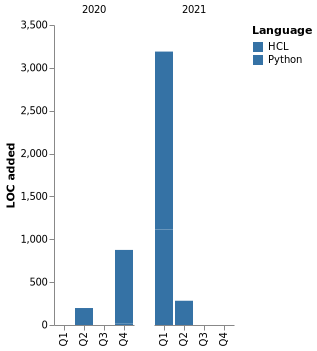 2020 2021
Language
HCL
Python
LOC added
3,500
3,000
2,500
2,000
1,500
1,000
500
0
Q1 Q2 Q3 Q4 Q1 Q2 Q3 Q4